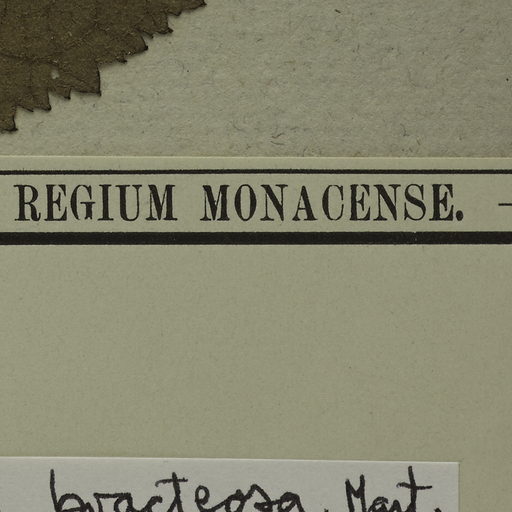 REGIUM MONACENSE. –
bracteosa. Mart.